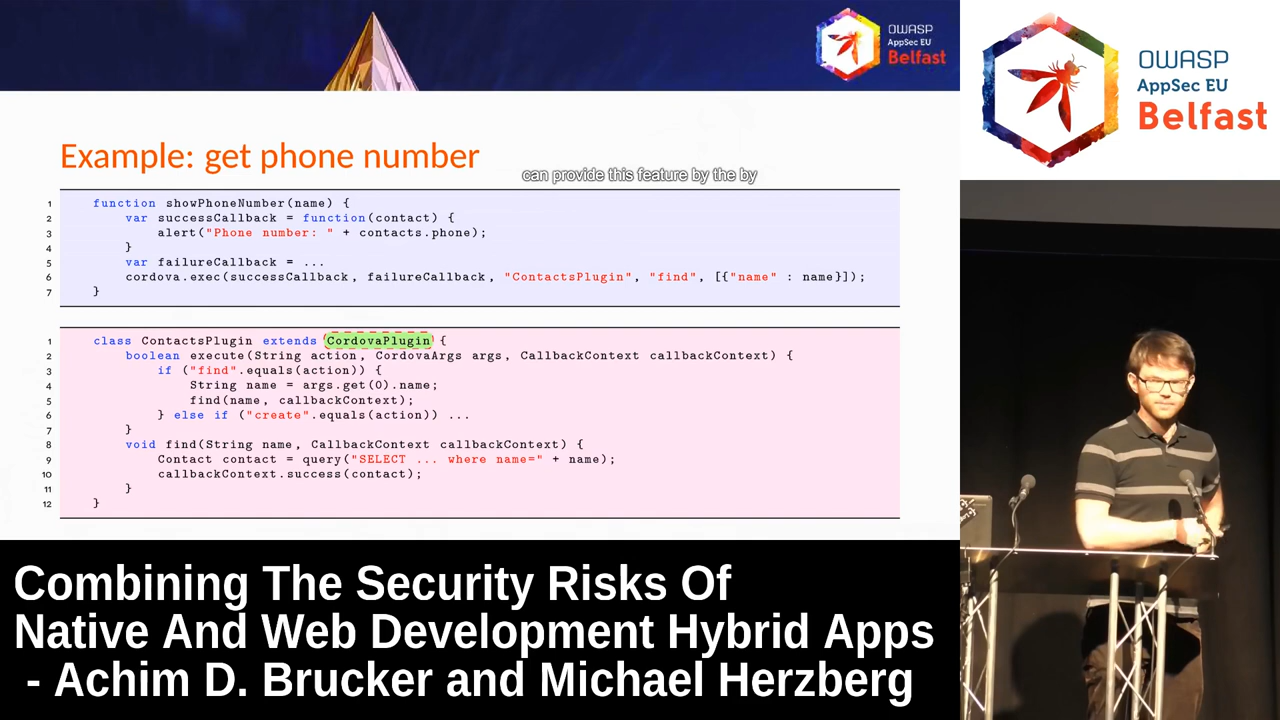 OWASP
AppSec EU
Belfast
OWASP
AppSec EU
Belfast
Example: get phone number
can provide this feature by the by
1 function showPhoneNumber(name) {
2 var successCallback = function(contact) {
3 alert("Phone number: " + contacts.phone);
4 }
5 var failureCallback = ...
6 cordova.exec(successCallback, failureCallback, "ContactsPlugin", "find", [{"name" : name}]);
7 }
1 class ContactsPlugin extends CordovaPlugin {
2 boolean execute(String action, CordovaArgs args, CallbackContext callbackContext) {
3 if ("find".equals(action)) {
4 String name = args.get(0).name;
5 find(name, callbackContext);
6 } else if ("create".equals(action)) ...
7 }
8 void find(String name, CallbackContext callbackContext) {
9 Contact contact = query("SELECT ... where name=" + name);
10 callbackContext.success(contact);
11 }
12 }
Combining The Security Risks Of
Native And Web Development Hybrid Apps
- Achim D. Brucker and Michael Herzberg